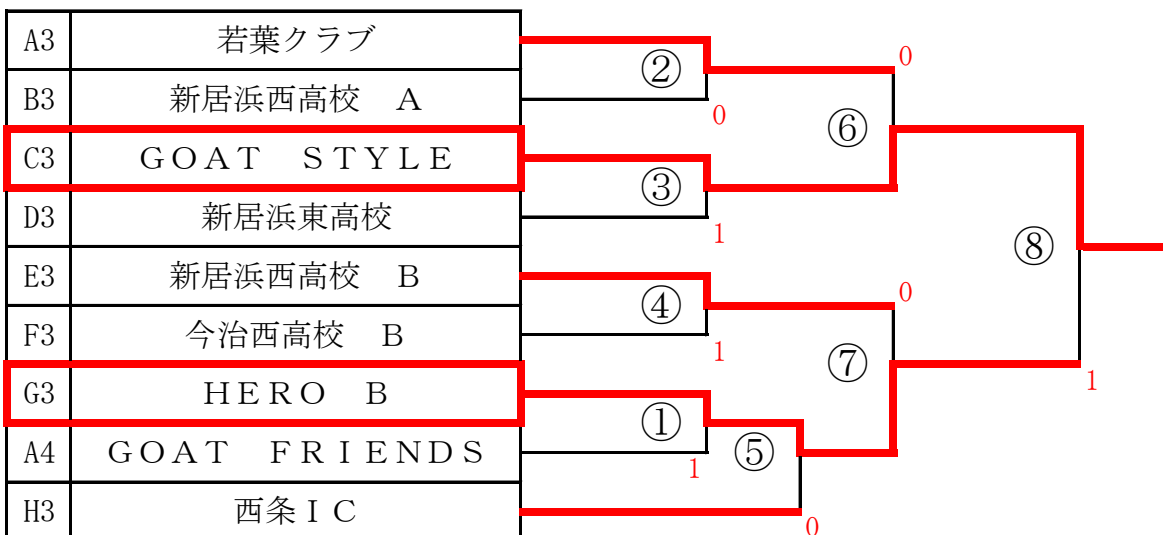 A3 若葉クラブ
② 0
B3 新居浜西高校　A
0
⑥
C3 GOAT　STYLE
③
D3 新居浜東高校
1
⑧
E3 新居浜西高校　B
④ 0
F3 今治西高校　B
1
⑦
G3 HERO　B
1
①
A4 GOAT　FRIENDS
⑤
1
H3 西条IC
0